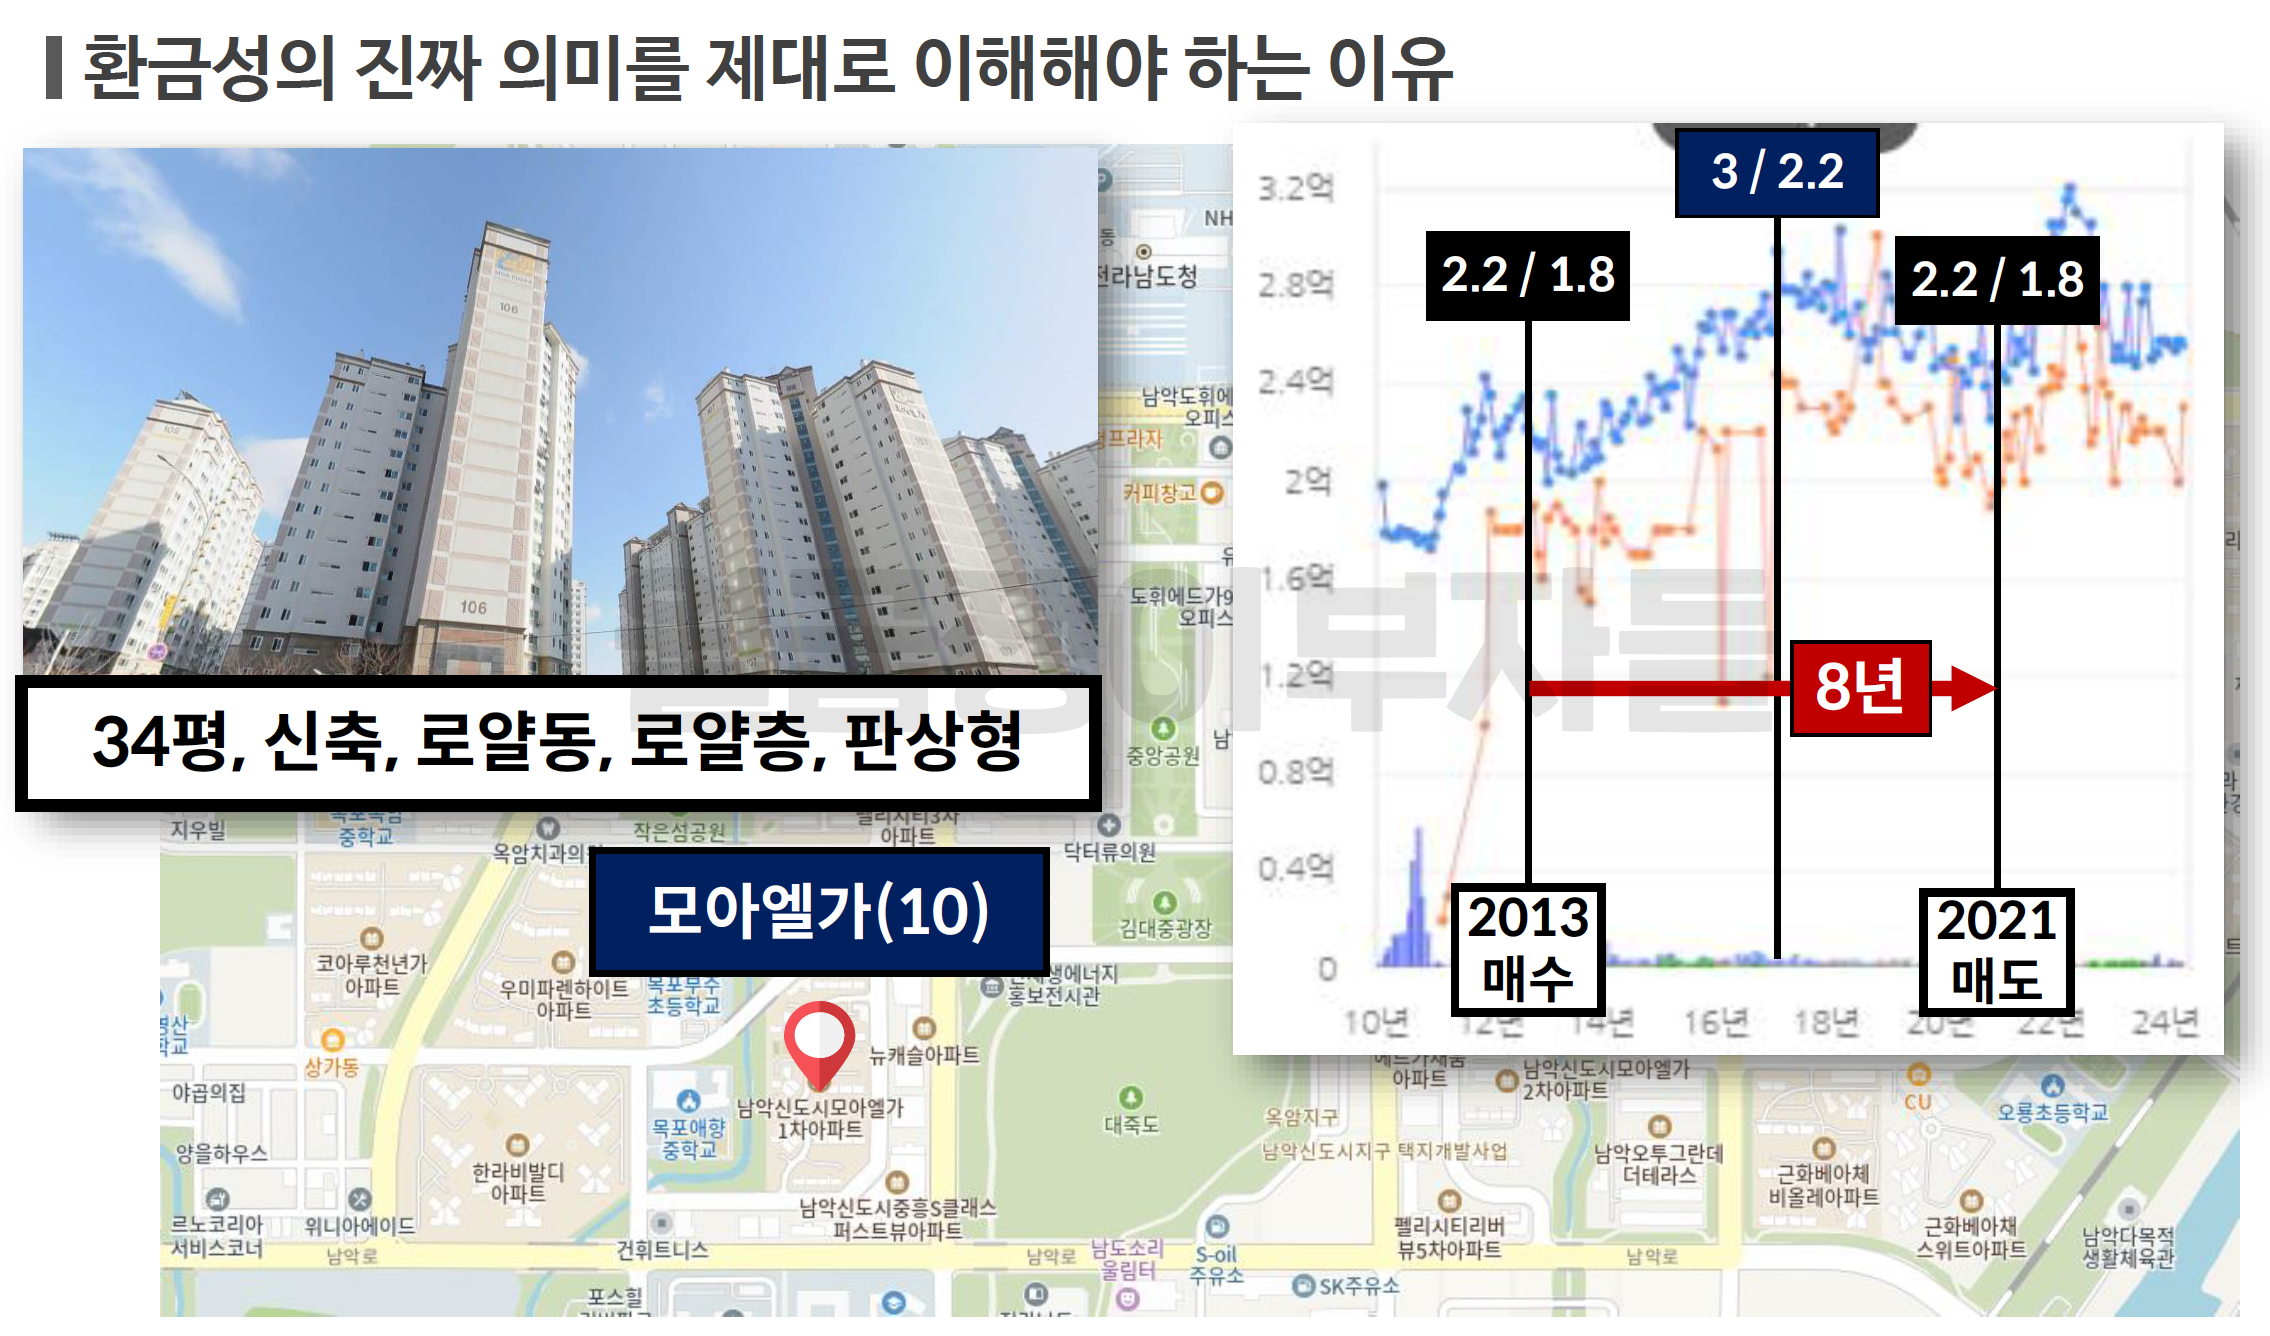 환금성의 진짜 의미를 제대로 이해해야 하는 이유
106
106
105
107
34평, 신축, 로얄동, 로얄층, 판상형
모아엘가(10)
3 / 2.2
2.2 / 1.8
2.2 / 1.8
8년
2013
매수
2021
매도
3.2억
2.8억
2.4억
2억
1.6억
1.2억
0.8억
0.4억
0
10년
12년
14년
16년
18년
20년
22년
24년
부자들
NH
전라남도청
남악도휘에
오피스
프라자
커피창고
도휘에드가9
오피스
중앙공원
남
닥터류의원
김대중광장
지우빌
중학교
작은섬공원
펠리시티3차
아파트
옥암치과의
코아루천년가
아파트
우미파렌하이트
아파트
목포부주
초등학교
홍보전시관
뉴캐슬아파트
상가동
야곱의집
양을하우스
목포애향
중학교
남악신도시모아엘가
1차아파트
한라비발디
아파트
대죽도
르노코리아
서비스코너
위니아에이드
남악로
건휘트니스
남악신도시중흥S클래스
퍼스트뷰아파트
남악로
남도소리
울림터
S-oil
주유소
SK주유소
포스힐
아파트
남악신도시모아엘가
2차아파트
옥암지구
남악신도시지구 택지개발사업
남악오투그란데
더테라스
펠리시티리버
뷰5차아파트
남악로
CU
오룡초등학교
근화베아체
비올레아파트
근화베아채
스위트아파트
남악다목적
생활체육관